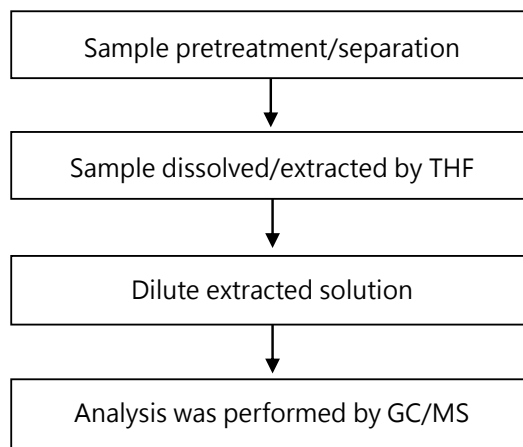 Sample pretreatment/separation
Sample dissolved/extracted by THF
Dilute extracted solution
Analysis was performed by GC/MS